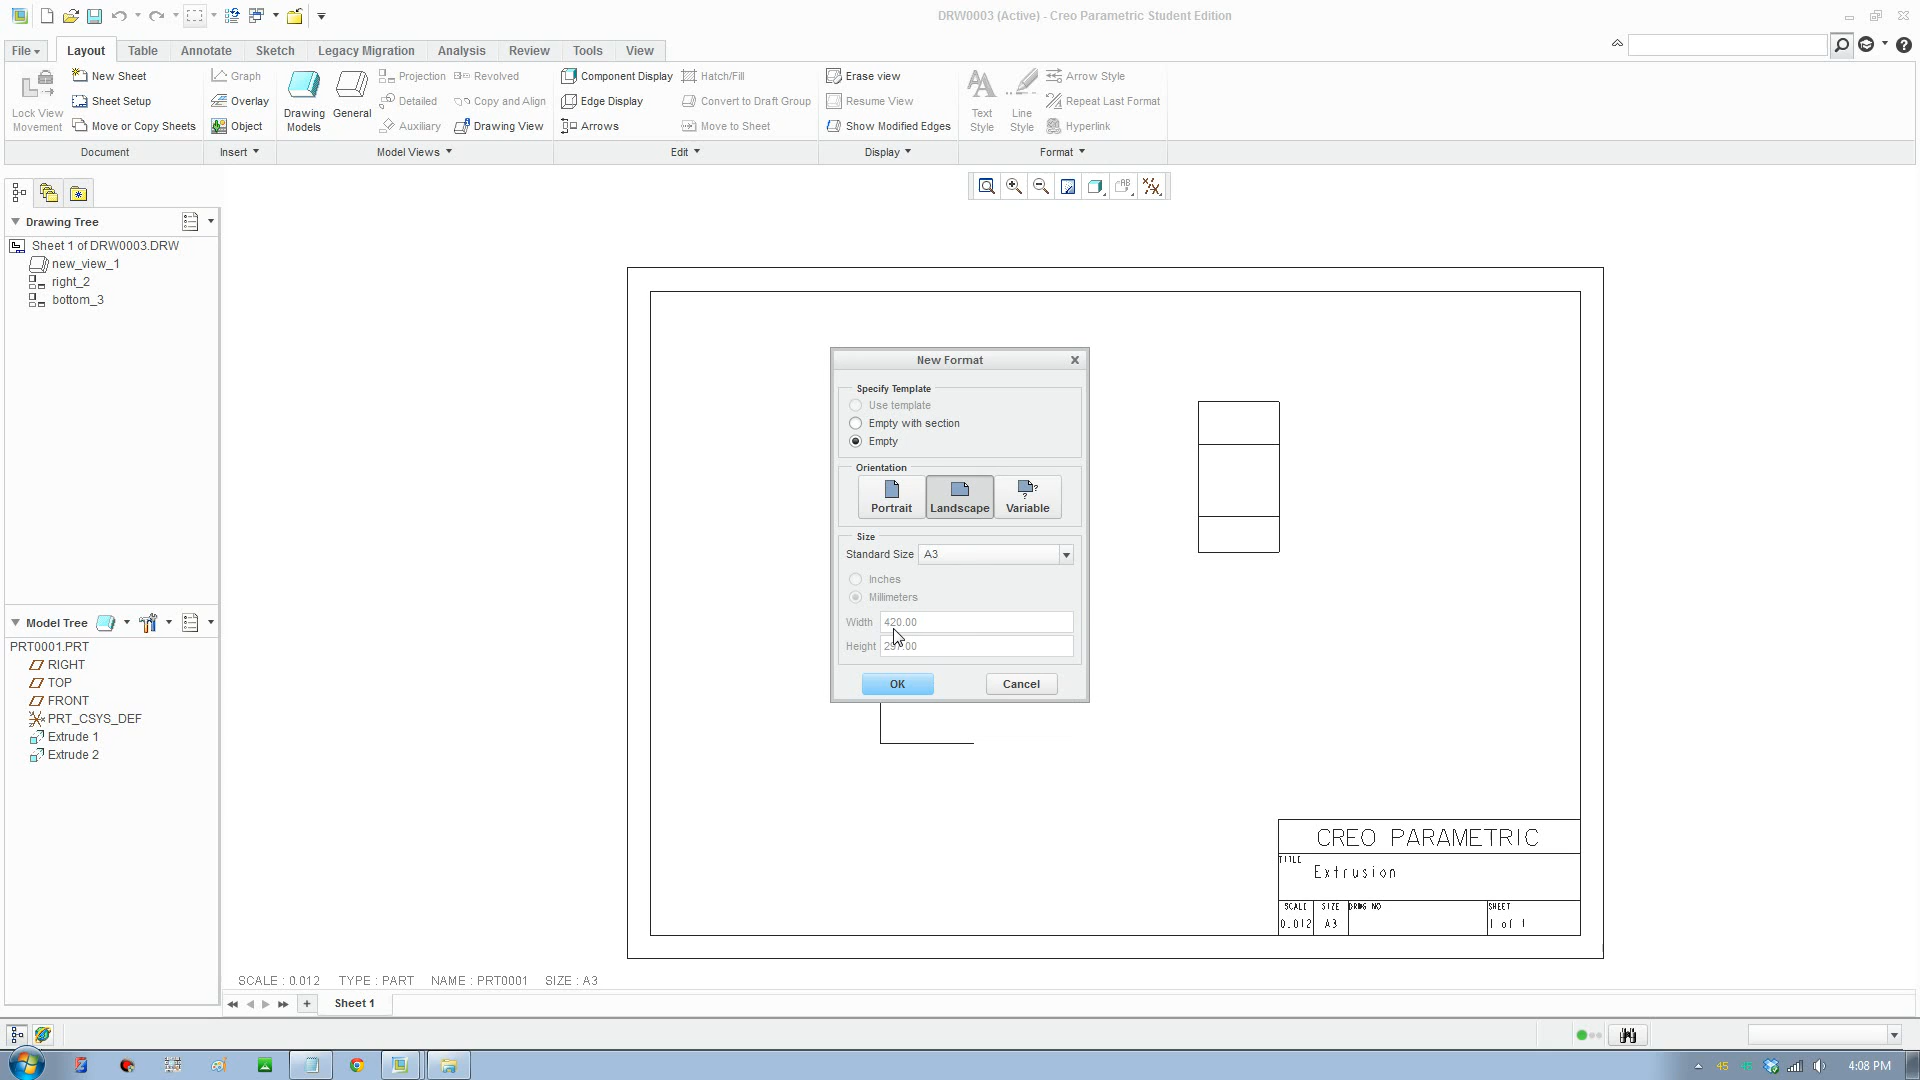 DRW0003 (Active) - Creo Parametric Student Edition
File
Layout
Table
Annotate
Sketch
Legacy Migration
Analysis
Review
Tools
View
Lock View
Movement
New Sheet
Sheet Setup
Move or Copy Sheets
Document
Graph
Overlay
Object
Insert
Drawing
Models
General
Projection
Detailed
Auxiliary
Revolved
Copy and Align
Drawing View
Model Views
Component Display
Edge Display
Arrows
Hatch/Fill
Convert to Draft Group
Move to Sheet
Edit
Erase view
Resume View
Show Modified Edges
Display
Text
Style
Line
Style
Arrow Style
Repeat Last Format
Hyperlink
Format
Drawing Tree
Sheet 1 of DRW0003.DRW
new_view_1
right_2
bottom_3
Model Tree
PRT0001.PRT
RIGHT
TOP
FRONT
PRT_CSYS_DEF
Extrude 1
Extrude 2
New Format
Specify Template
Use template
Empty with section
Empty
Orientation
Portrait
Landscape
Variable
Size
Standard Size A3
Inches
Millimeters
Width 420.00
Height 297.00
OK
Cancel
CREO PARAMETRIC
TITLE
Extrusion
SCALE SIZE DRWG NO SHEET
0.012 A3 1 of 1
SCALE : 0.012 TYPE : PART NAME : PRT0001 SIZE : A3
Sheet 1
45
4:08 PM